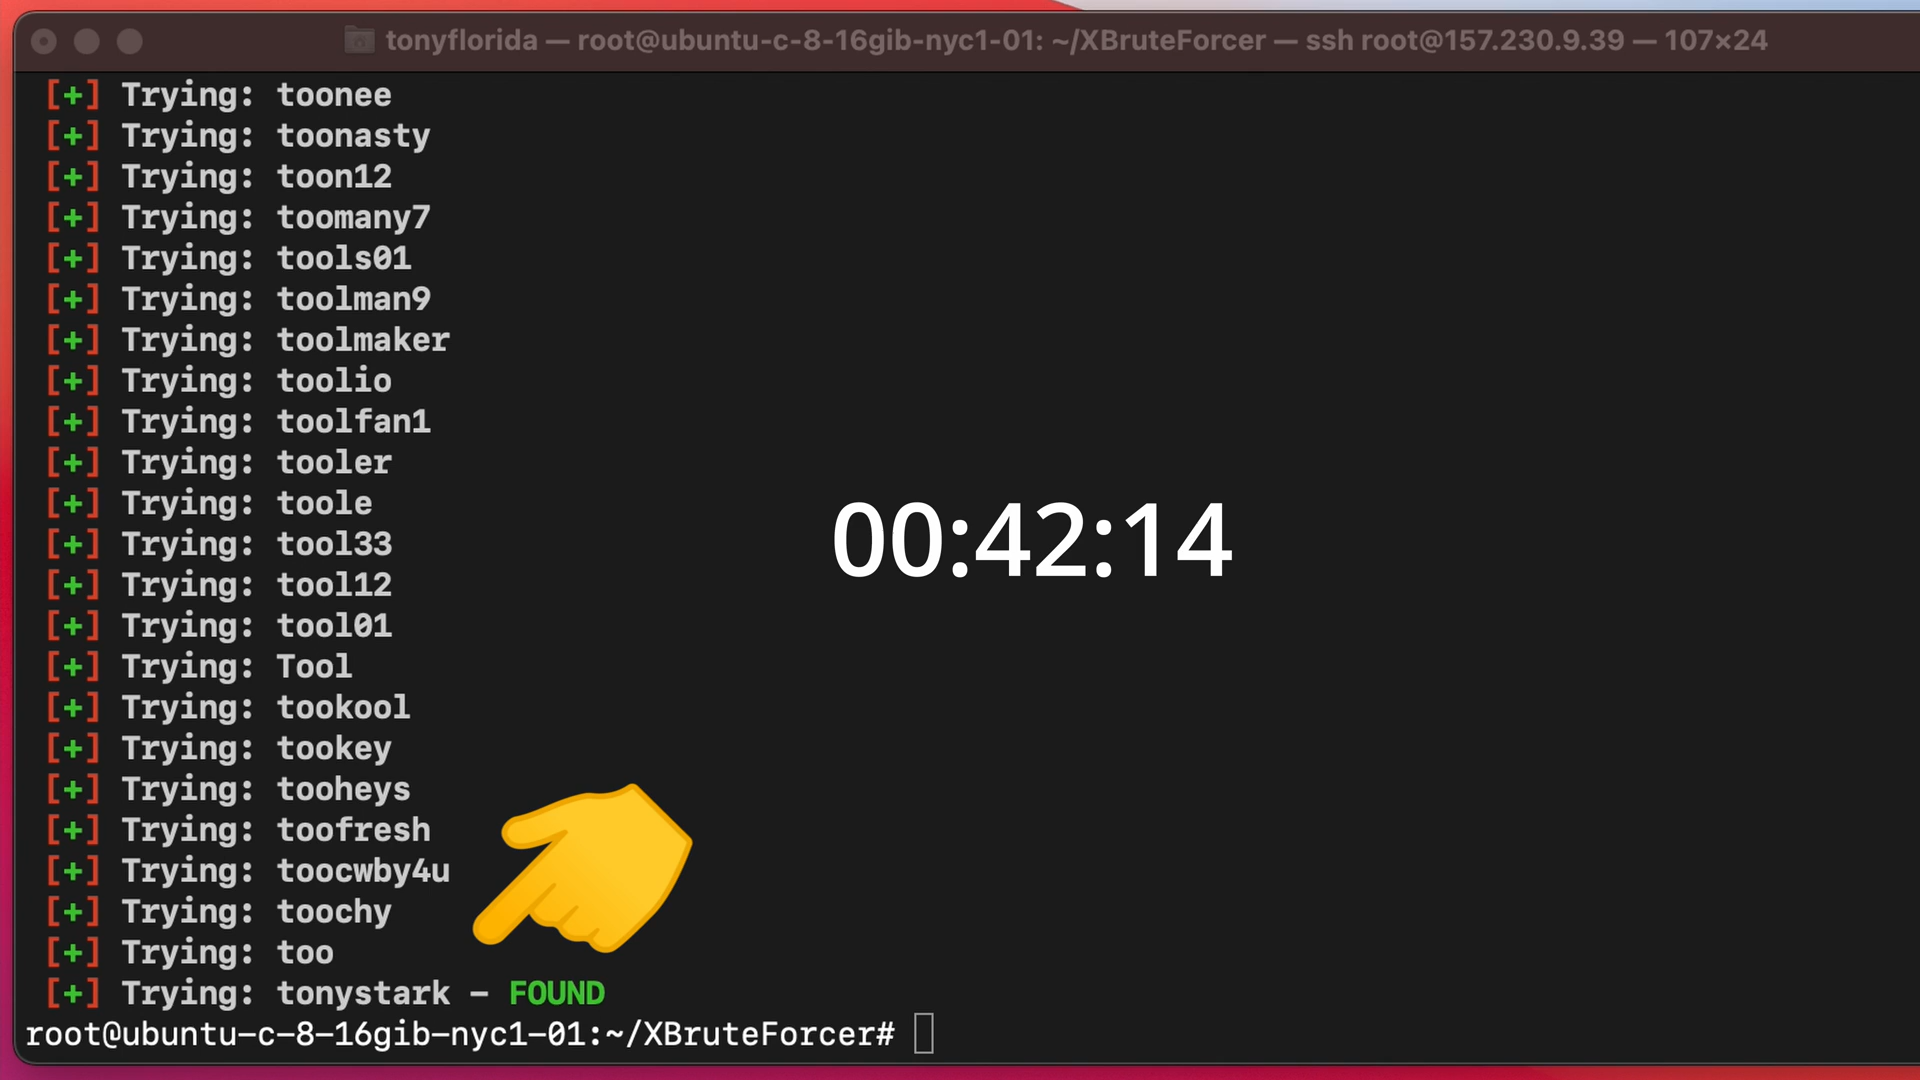 tonyflorida — root@ubuntu-c-8-16gib-nyc1-01: ~/XBruteForcer — ssh root@157.230.9.39 — 107×24
[+] Trying: toonee
[+] Trying: toonasty
[+] Trying: toon12
[+] Trying: toomany7
[+] Trying: tools01
[+] Trying: toolman9
[+] Trying: toolmaker
[+] Trying: toolio
[+] Trying: toolfan1
[+] Trying: tooler
[+] Trying: toole
[+] Trying: tool33
[+] Trying: tool12
[+] Trying: tool01
[+] Trying: Tool
[+] Trying: tookool
[+] Trying: tookey
[+] Trying: tooheys
[+] Trying: toofresh
[+] Trying: toocwby4u
[+] Trying: toochy
[+] Trying: too
[+] Trying: tonystark - FOUND
root@ubuntu-c-8-16gib-nyc1-01:~/XBruteForcer#
00:42:14